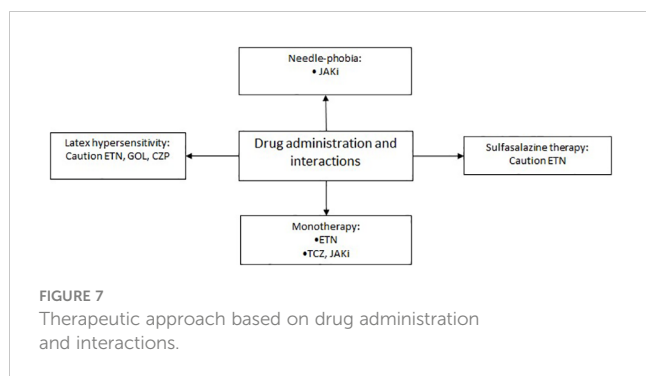 Needle-phobia:
• JAKi
Latex hypersensitivity:
Caution ETN, GOL, CZP
Drug administration and
interactions
Sulfasalazine therapy:
Caution ETN
Monotherapy:
•ETN
•TCZ, JAKi
FIGURE 7
Therapeutic approach based on drug administration
and interactions.